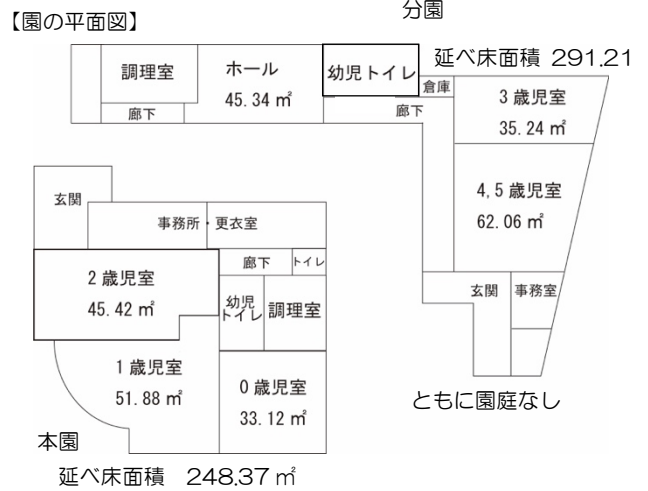 【園の平面図】
分園
延べ床面積 291.21
調理室
ホール
45.34 ㎡
幼児トイレ
倉庫
廊下
廊下
3 歳児室
35.24 ㎡
4,5 歳児室
62.06 ㎡
玄関
事務室
ともに園庭なし
玄関
事務所・更衣室
廊下
トイレ
2 歳児室
45.42 ㎡
幼児
トイレ
調理室
1 歳児室
51.88 ㎡
0 歳児室
33.12 ㎡
本園
延べ床面積 248.37 ㎡